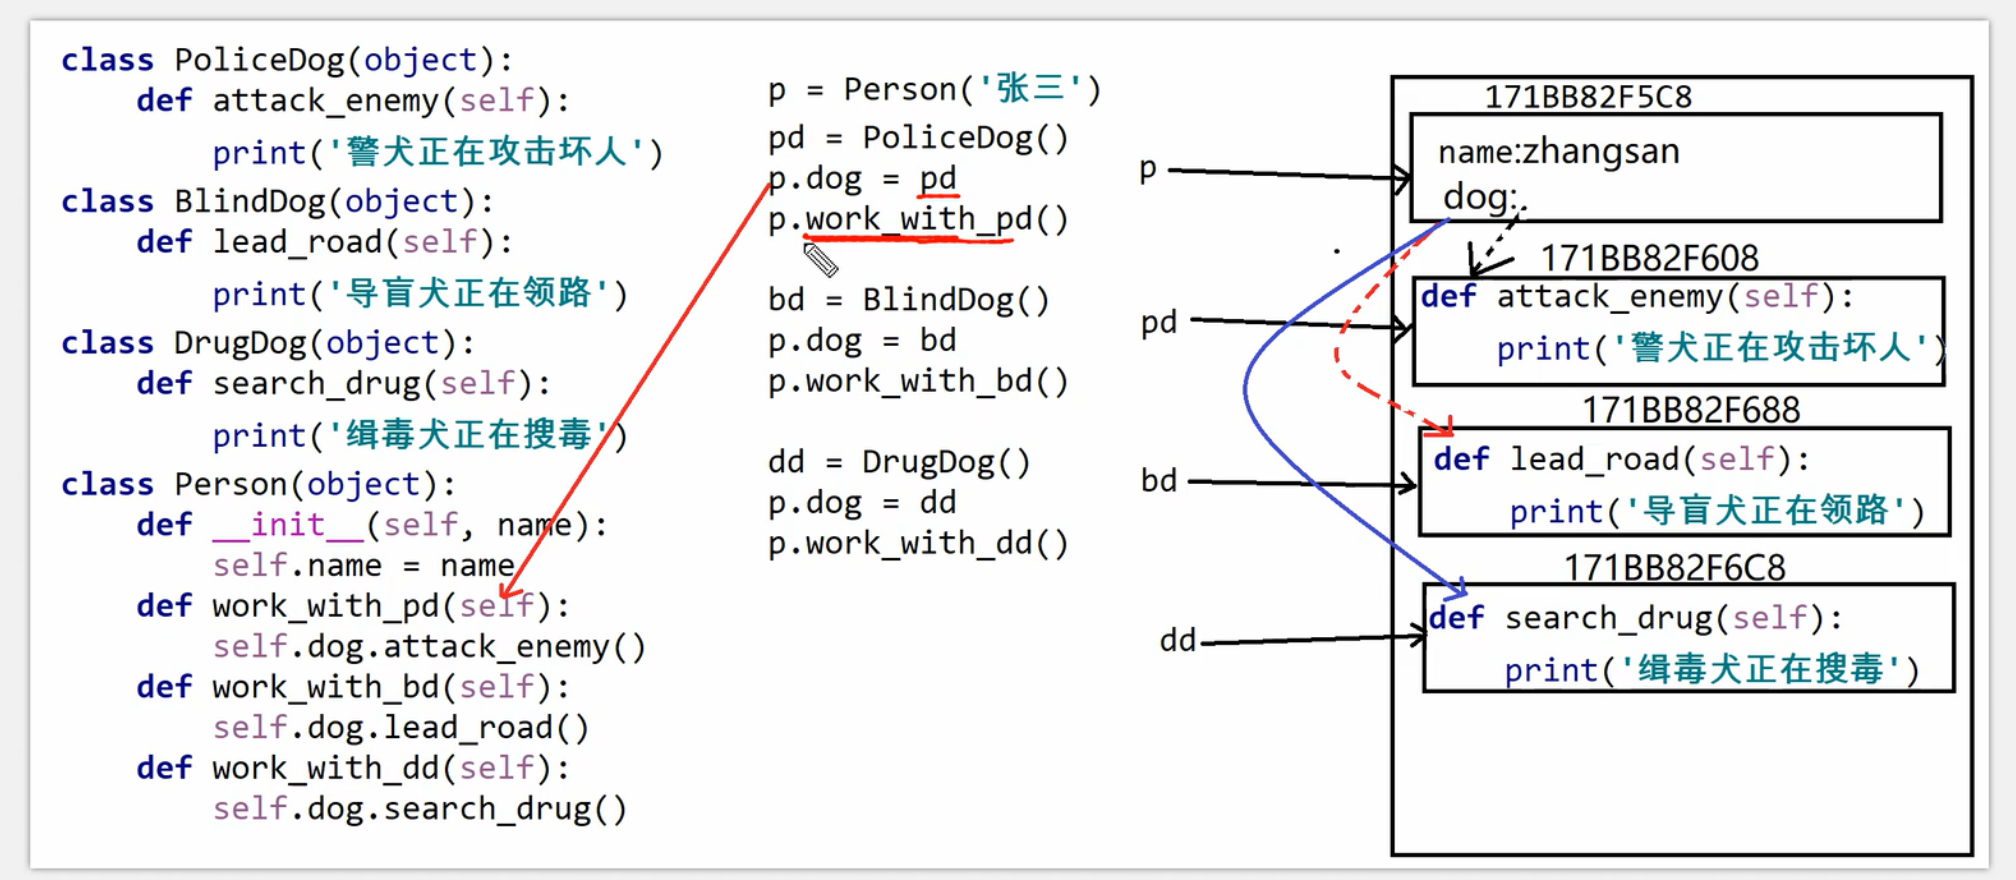 class PoliceDog(object):
    def attack_enemy(self):
        print('警犬正在攻击坏人')
class BlindDog(object):
    def lead_road(self):
        print('导盲犬正在领路')
class DrugDog(object):
    def search_drug(self):
        print('缉毒犬正在搜毒')
class Person(object):
    def __init__(self, name):
        self.name = name
    def work_with_pd(self):
        self.dog.attack_enemy()
    def work_with_bd(self):
        self.dog.lead_road()
    def work_with_dd(self):
        self.dog.search_drug()
p = Person('张三')
pd = PoliceDog()
p.dog = pd
p.work_with_pd()
bd = BlindDog()
p.dog = bd
p.work_with_bd()
dd = DrugDog()
p.dog = dd
p.work_with_dd()
p
pd
bd
dd
171BB82F5C8
name:zhangsan
dog:
171BB82F608
def attack_enemy(self):
    print('警犬正在攻击坏人')
171BB82F688
def lead_road(self):
    print('导盲犬正在领路')
171BB82F6C8
def search_drug(self):
    print('缉毒犬正在搜毒')